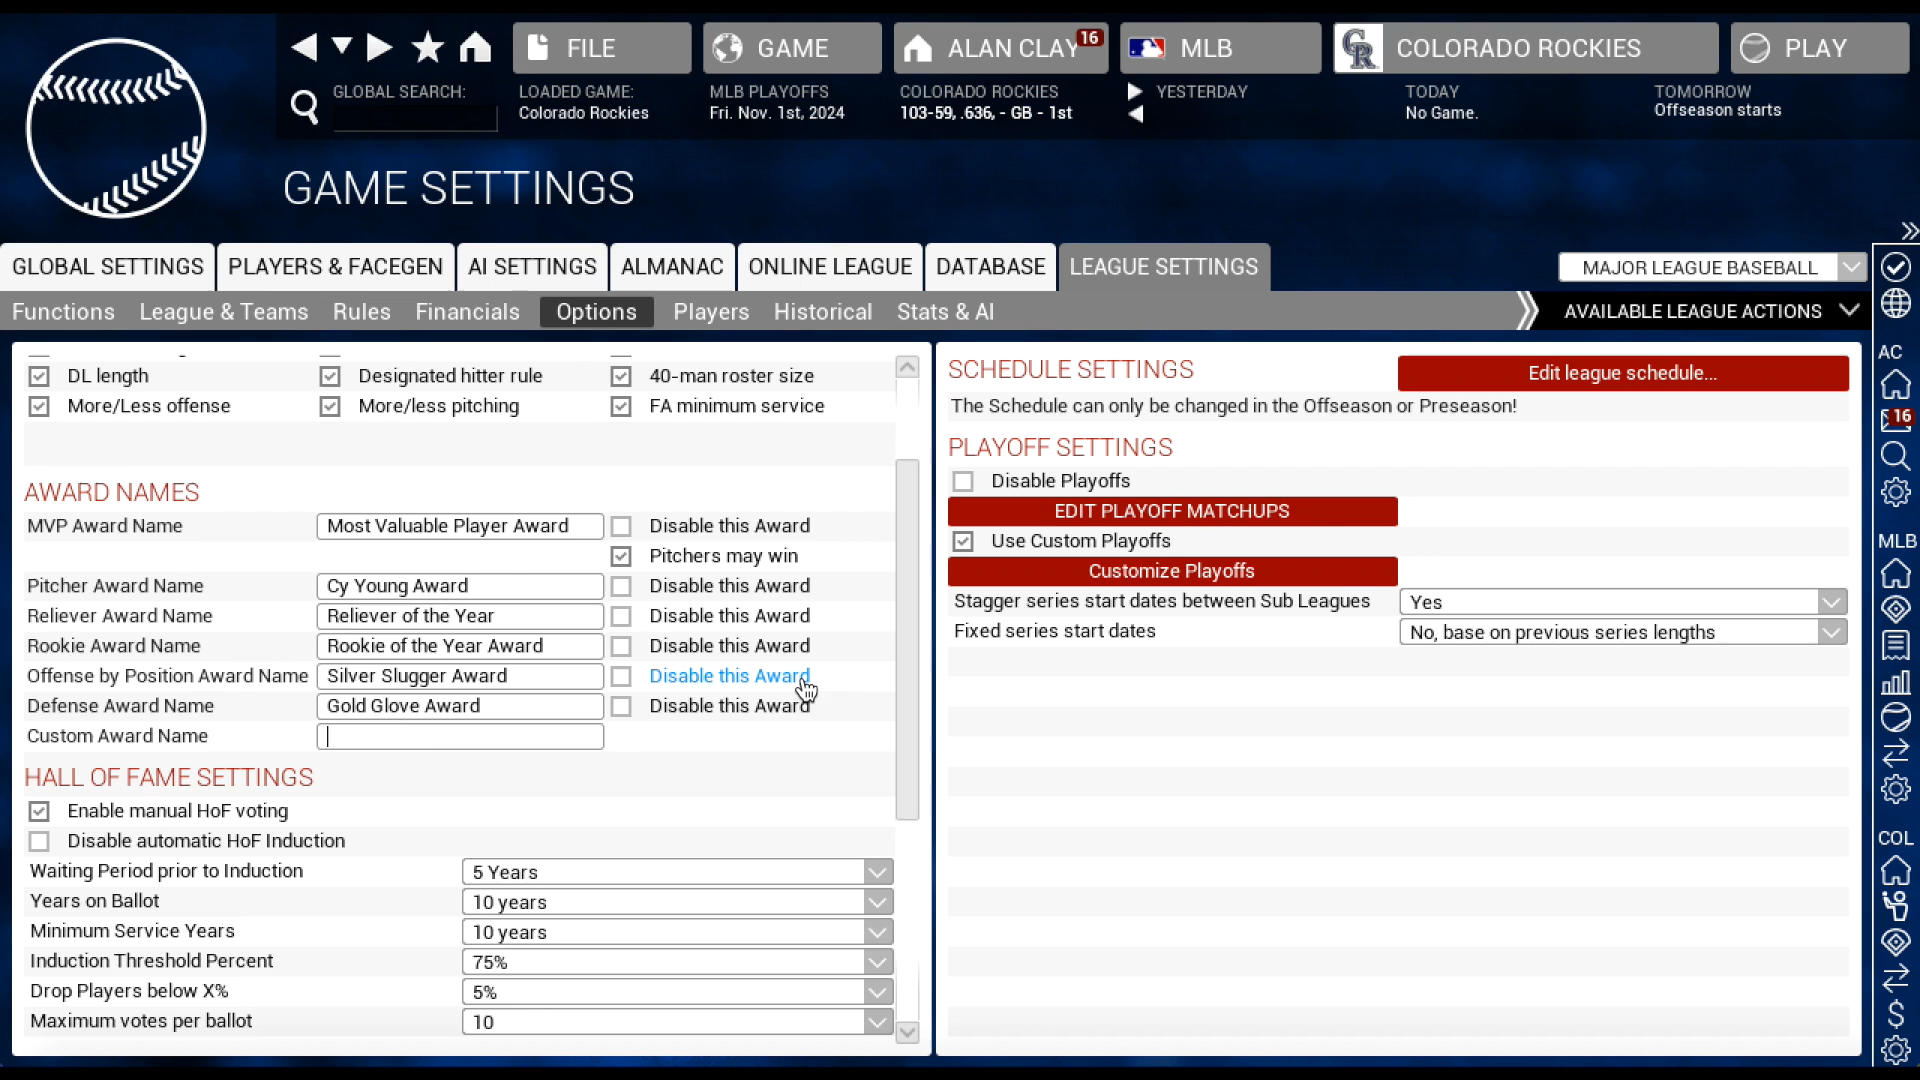 FILE
GAME
ALAN CLAY
16
MLB
COLORADO ROCKIES
PLAY
GLOBAL SEARCH:
LOADED GAME:
Colorado Rockies
MLB PLAYOFFS
Fri. Nov. 1st, 2024
COLORADO ROCKIES
103-59, .636, - GB - 1st
YESTERDAY
TODAY
No Game.
TOMORROW
Offseason starts
GAME SETTINGS
GLOBAL SETTINGS
PLAYERS & FACEGEN
AI SETTINGS
ALMANAC
ONLINE LEAGUE
DATABASE
LEAGUE SETTINGS
MAJOR LEAGUE BASEBALL
Functions
League & Teams
Rules
Financials
Options
Players
Historical
Stats & AI
AVAILABLE LEAGUE ACTIONS
DL length
Designated hitter rule
40-man roster size
More/Less offense
More/less pitching
FA minimum service
AWARD NAMES
MVP Award Name
Most Valuable Player Award
Disable this Award
Pitchers may win
Pitcher Award Name
Cy Young Award
Disable this Award
Reliever Award Name
Reliever of the Year
Disable this Award
Rookie Award Name
Rookie of the Year Award
Disable this Award
Offense by Position Award Name
Silver Slugger Award
Disable this Award
Defense Award Name
Gold Glove Award
Disable this Award
Custom Award Name
HALL OF FAME SETTINGS
Enable manual HoF voting
Disable automatic HoF Induction
Waiting Period prior to Induction
5 Years
Years on Ballot
10 years
Minimum Service Years
10 years
Induction Threshold Percent
75%
Drop Players below X%
5%
Maximum votes per ballot
10
SCHEDULE SETTINGS
Edit league schedule...
The Schedule can only be changed in the Offseason or Preseason!
PLAYOFF SETTINGS
Disable Playoffs
EDIT PLAYOFF MATCHUPS
Use Custom Playoffs
Customize Playoffs
Stagger series start dates between Sub Leagues
Yes
Fixed series start dates
No, base on previous series lengths
AC
16
MLB
COL